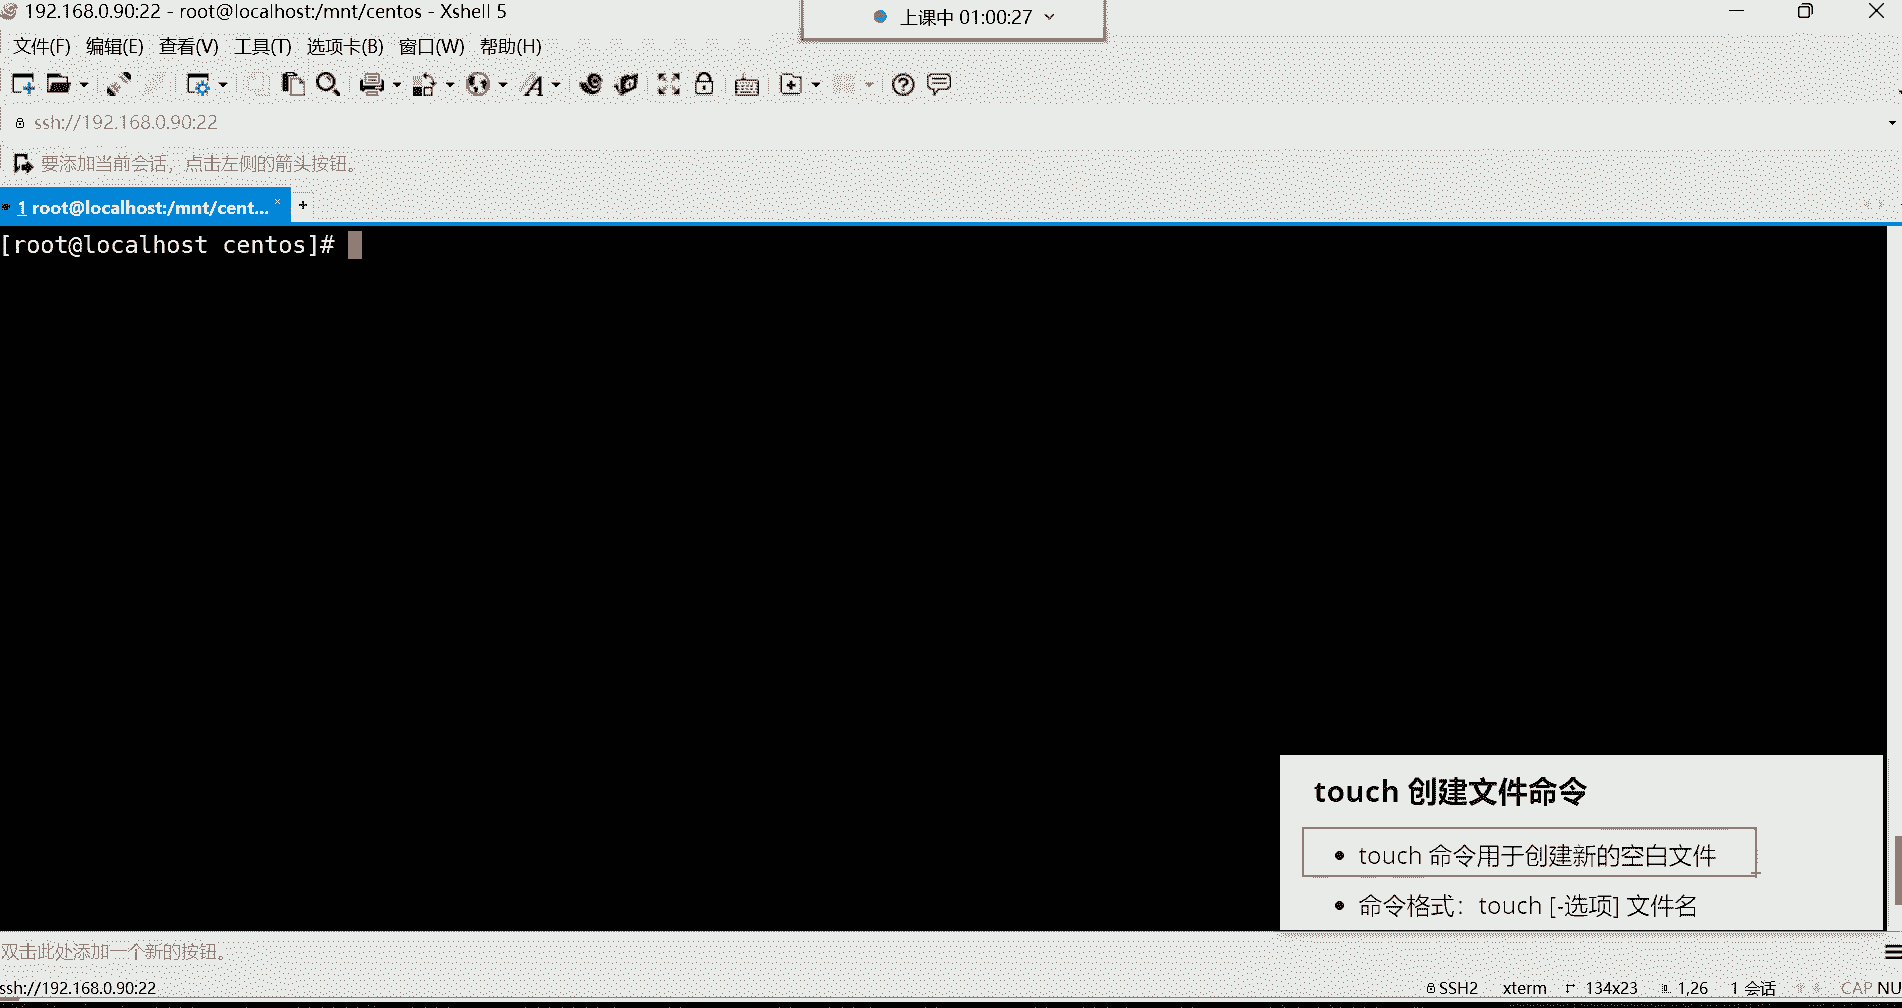 192.168.0.90:22 - root@localhost:/mnt/centos - Xshell 5
上课中 01:00:27
文件(F) 编辑(E) 查看(V) 工具(T) 选项卡(B) 窗口(W) 帮助(H)
ssh://192.168.0.90:22
要添加当前会话，点击左侧的箭头按钮。
1 root@localhost:/mnt/cent... × +
[root@localhost centos]#
touch 创建文件命令
• touch 命令用于创建新的空白文件
• 命令格式：touch [-选项] 文件名
双击此处添加一个新的按钮。
ssh://192.168.0.90:22 SSH2 xterm 134x23 1,26 1 会话 CAP NU